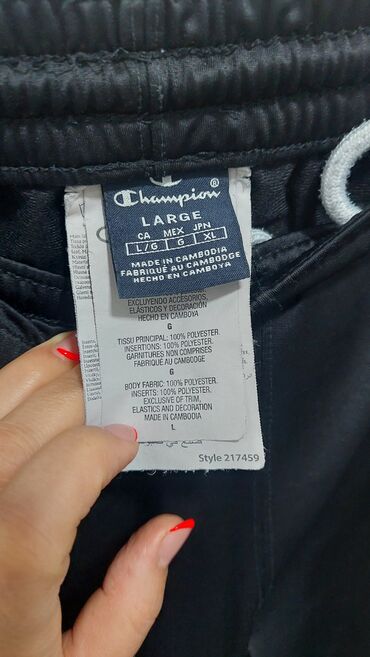 Champion®
LARGE
CA MEX JPN
L/G G XL
MADE IN CAMBODIA
FABRIQUÉ AU CAMBODGE
HECHO EN CAMBOYA
EXCLUYENDO ACCESORIOS,
ELÁSTICOS Y DECORACIÓN
HECHO EN CAMBOYA
G
TISSU PRINCIPAL: 100% POLYESTER.
INSERTIONS: 100% POLYESTER.
GARNITURES NON COMPRISES
FABRIQUÉ AU CAMBODGE
G
BODY FABRIC: 100% POLYESTER.
INSERTS: 100% POLYESTER.
EXCLUSIVE OF TRIM,
ELASTICS AND DECORATION
MADE IN CAMBODIA
L
Style 217459